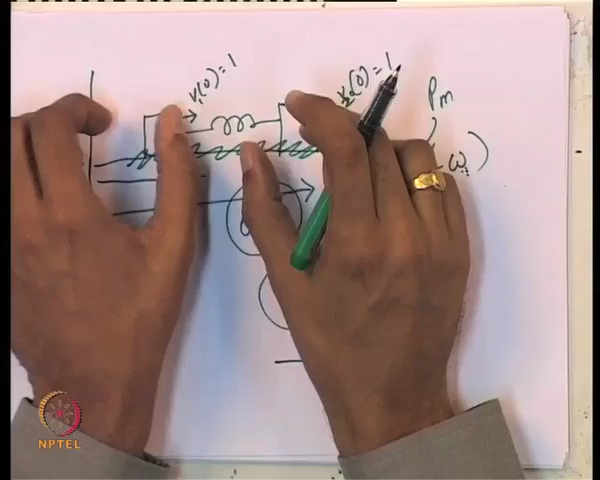 V₁(0)=1
V₂(0)=1
Pm
ω
NPTEL